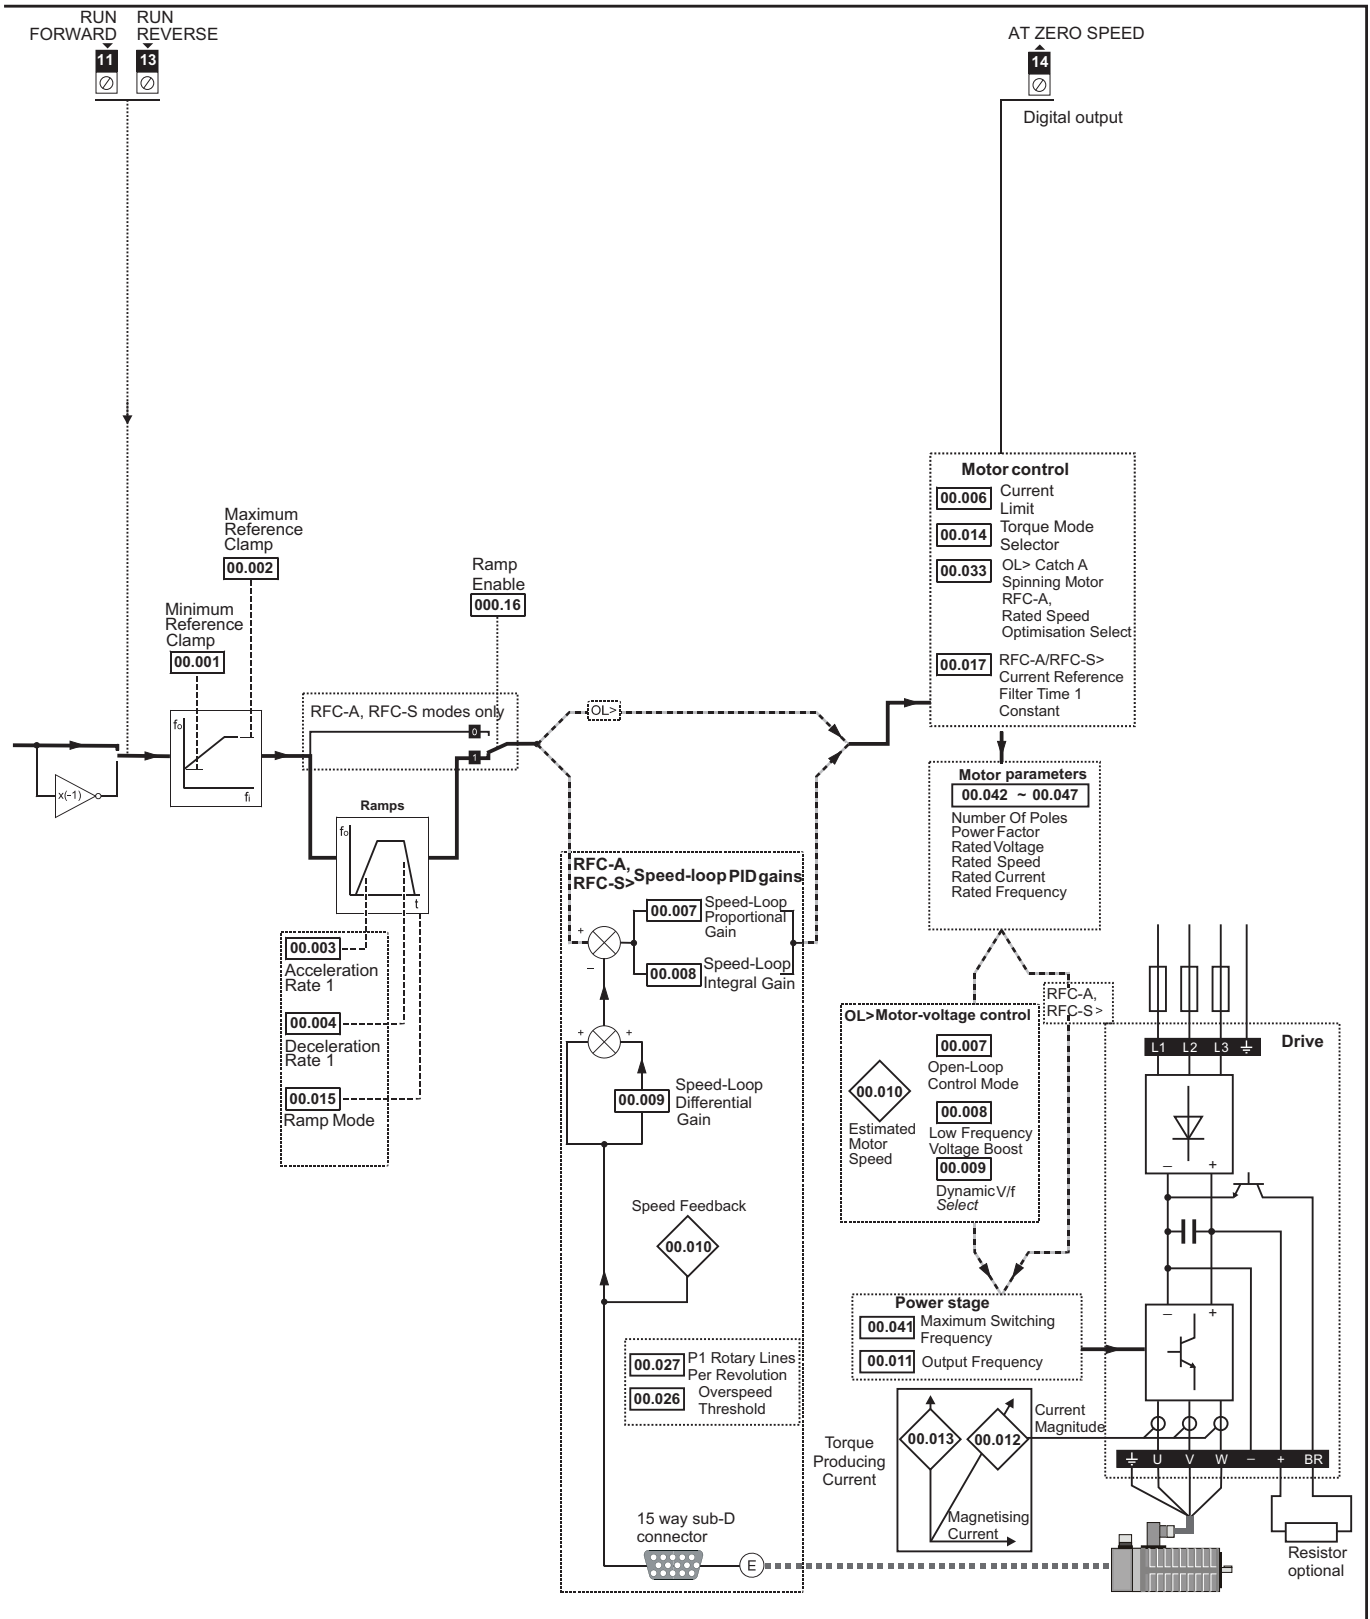 RUN
FORWARD
RUN
REVERSE
11
13
AT ZERO SPEED
14
Digital output
Maximum
Reference
Clamp
00.002
Minimum
Reference
Clamp
00.001
Ramp
Enable
000.16
Motor control
00.006
Current
Limit
00.014
Torque Mode
Selector
00.033
OL> Catch A
Spinning Motor
RFC-A,
Rated Speed
Optimisation Select
00.017
RFC-A/RFC-S>
Current Reference
Filter Time 1
Constant
RFC-A, RFC-S modes only
0
1
OL>
fo
fi
x(-1)
Ramps
fo
t
00.003
Acceleration
Rate 1
00.004
Deceleration
Rate 1
00.015
Ramp Mode
Motor parameters
00.042 ~ 00.047
Number Of Poles
Power Factor
Rated Voltage
Rated Speed
Rated Current
Rated Frequency
RFC-A,
RFC-S>
Speed-loop PID gains
00.007
Speed-Loop
Proportional
Gain
00.008
Speed-Loop
Integral Gain
+
–
+
+
00.009
Speed-Loop
Differential
Gain
Speed Feedback
00.010
00.027
P1 Rotary Lines
Per Revolution
00.026
Overspeed
Threshold
15 way sub-D
connector
E
RFC-A,
RFC-S>
OL>Motor-voltage control
00.010
Estimated
Motor
Speed
00.007
Open-Loop
Control Mode
00.008
Low Frequency
Voltage Boost
00.009
Dynamic V/f
Select
Power stage
00.041
Maximum Switching
Frequency
00.011
Output Frequency
Torque
Producing
Current
00.013
00.012
Current
Magnitude
Magnetising
Current
Drive
L1 L2 L3
– +
– +
U V W – + BR
Resistor
optional